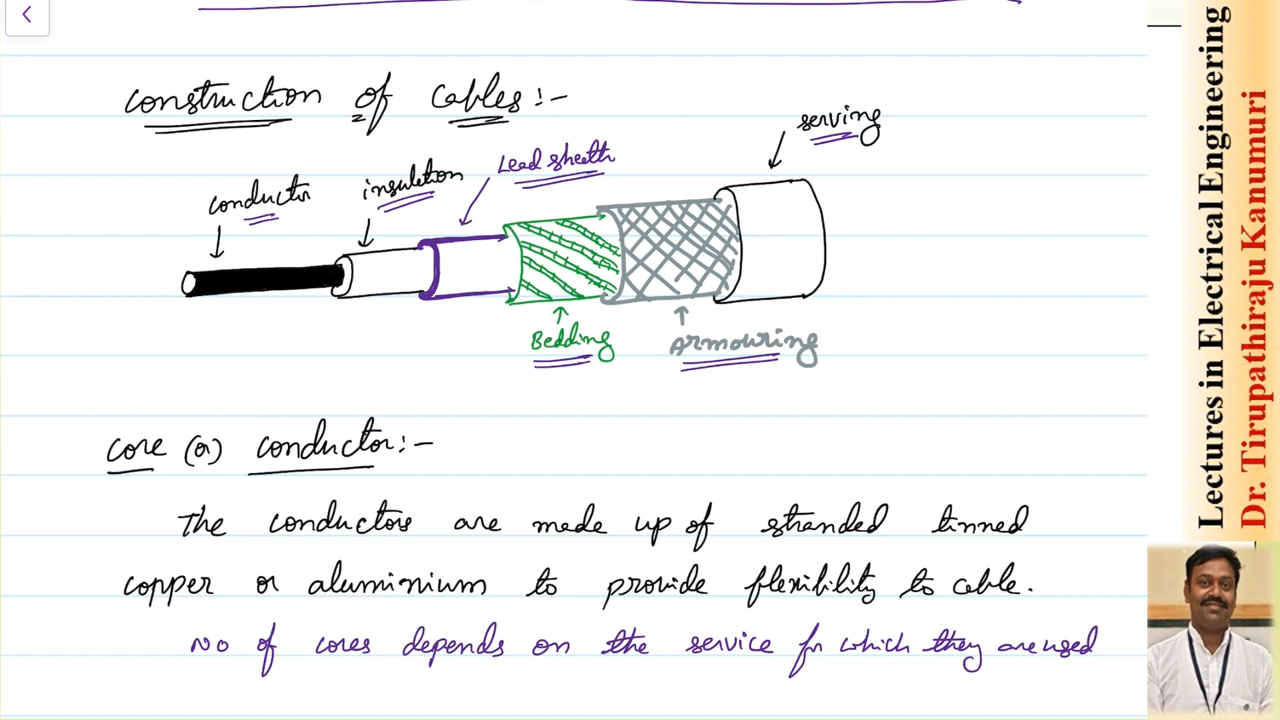 construction of cables:-
serving
Lead sheath
insulation
conductor
Bedding
Armouring
core (or) conductor:-
The conductors are made up of stranded tinned
copper or aluminium to provide flexibility to cable.
No of cores depends on the service for which they are used
Lectures in Electrical Engineering
Dr. Tirupathiraju Kanumuri